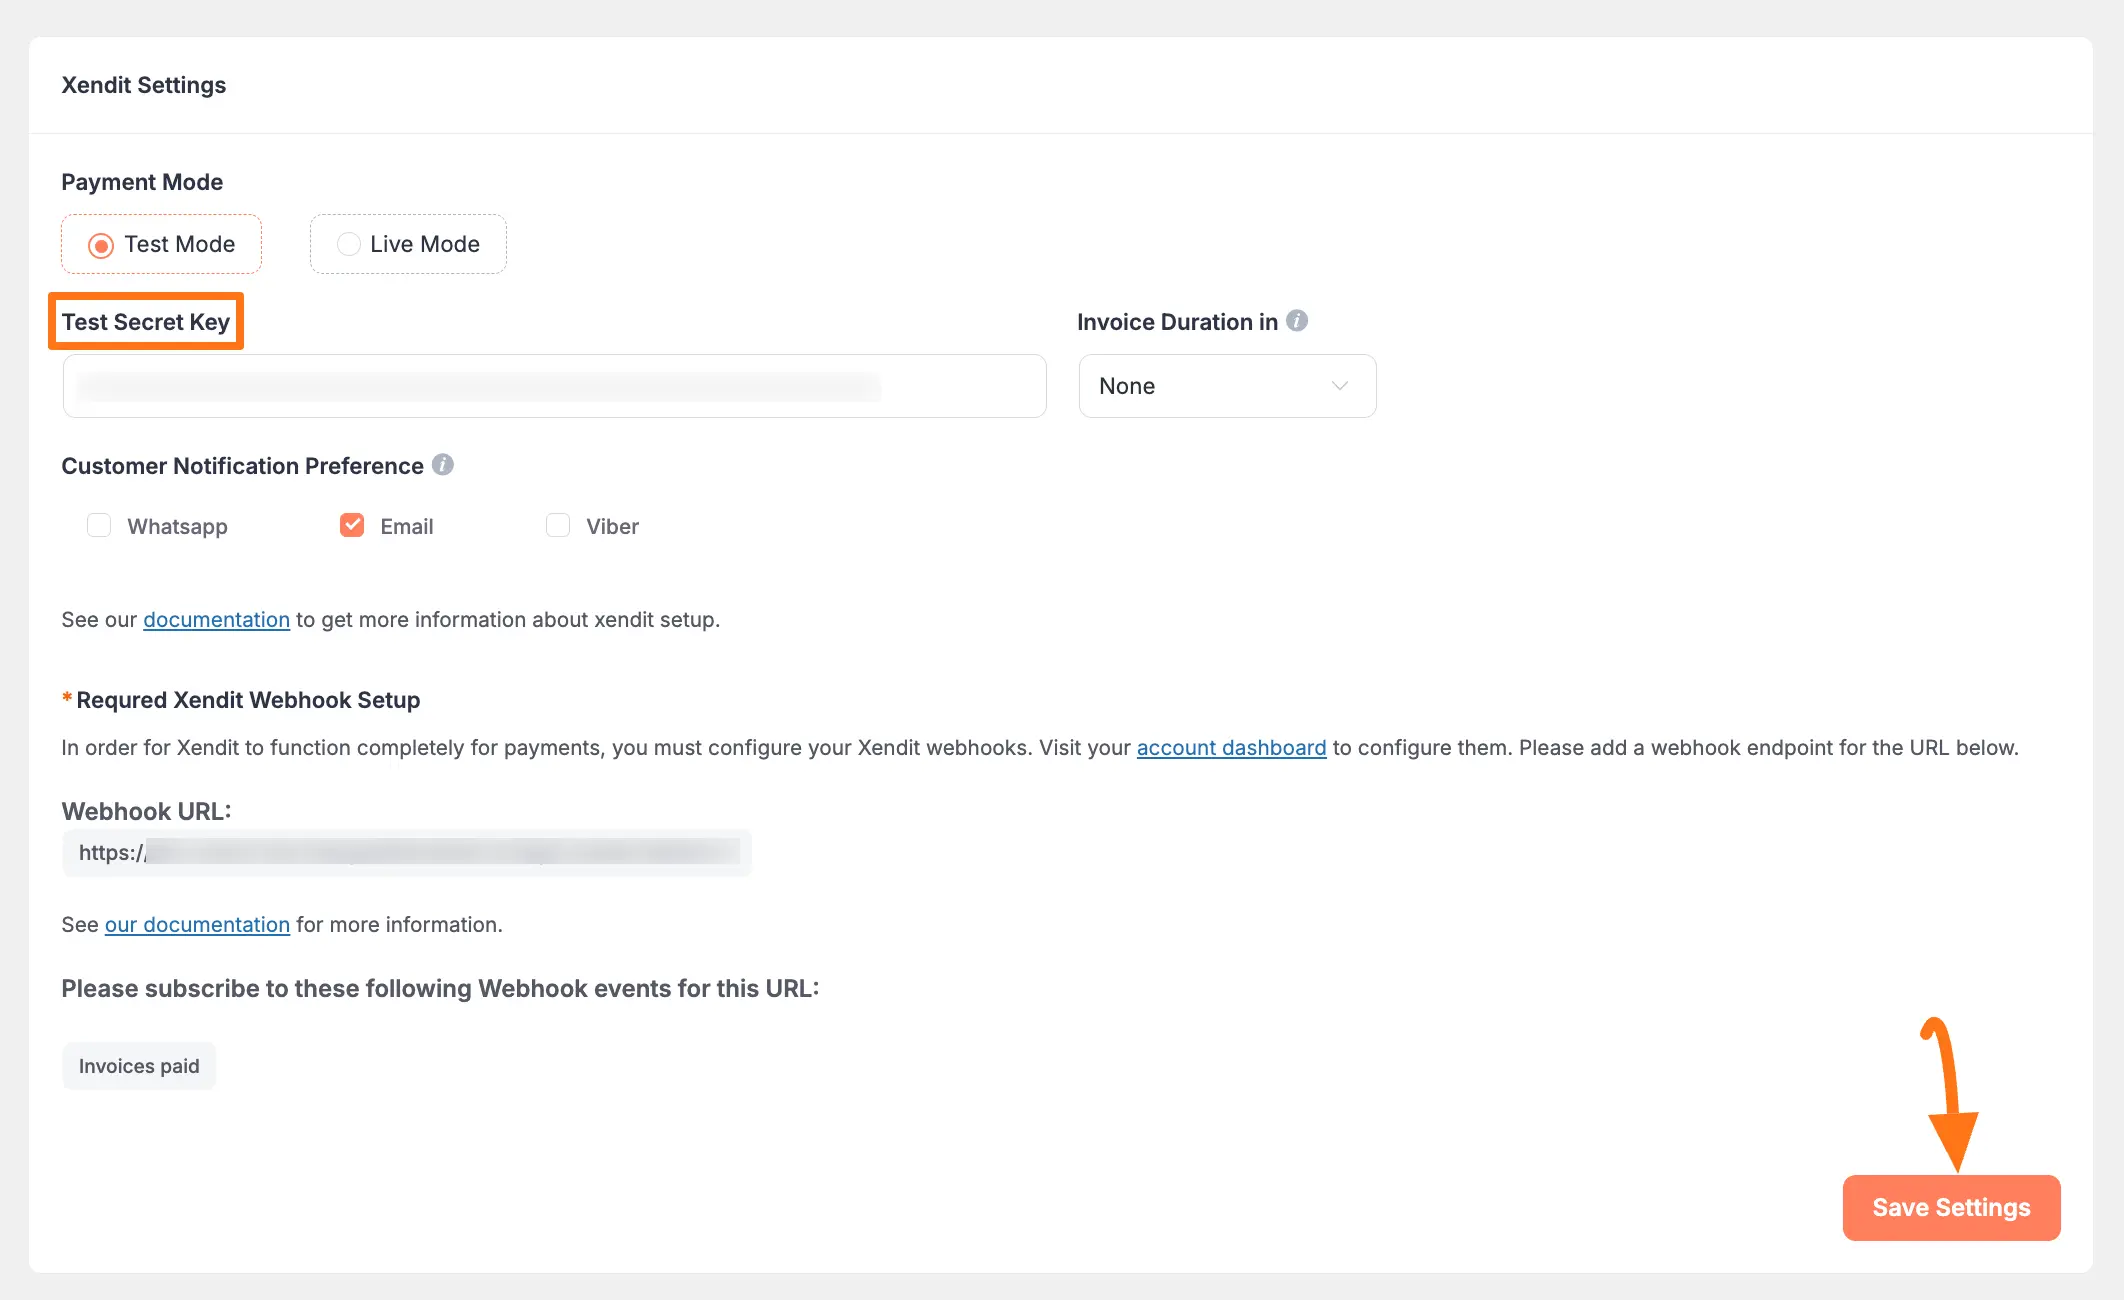 Xendit Settings
Payment Mode
Test Mode
Live Mode
Test Secret Key
Invoice Duration in
None
Customer Notification Preference
Whatsapp
Email
Viber
See our documentation to get more information about xendit setup.
* Requred Xendit Webhook Setup
In order for Xendit to function completely for payments, you must configure your Xendit webhooks. Visit your account dashboard to configure them. Please add a webhook endpoint for the URL below.
Webhook URL:
https://
See our documentation for more information.
Please subscribe to these following Webhook events for this URL:
Invoices paid
Save Settings